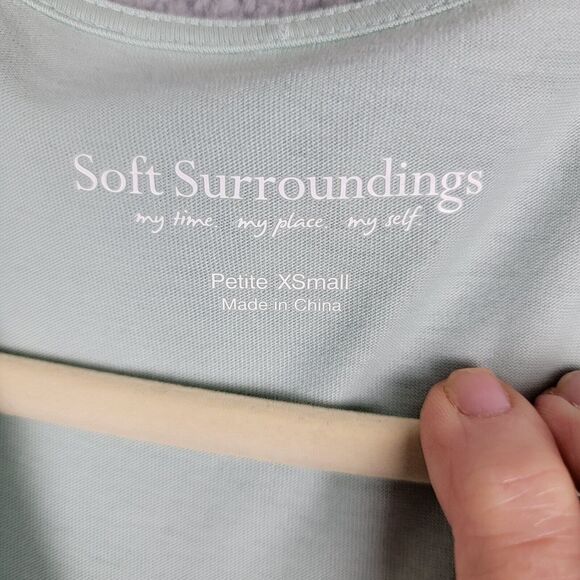 Soft Surroundings
my time. my place. my self.
Petite XSmall
Made in China